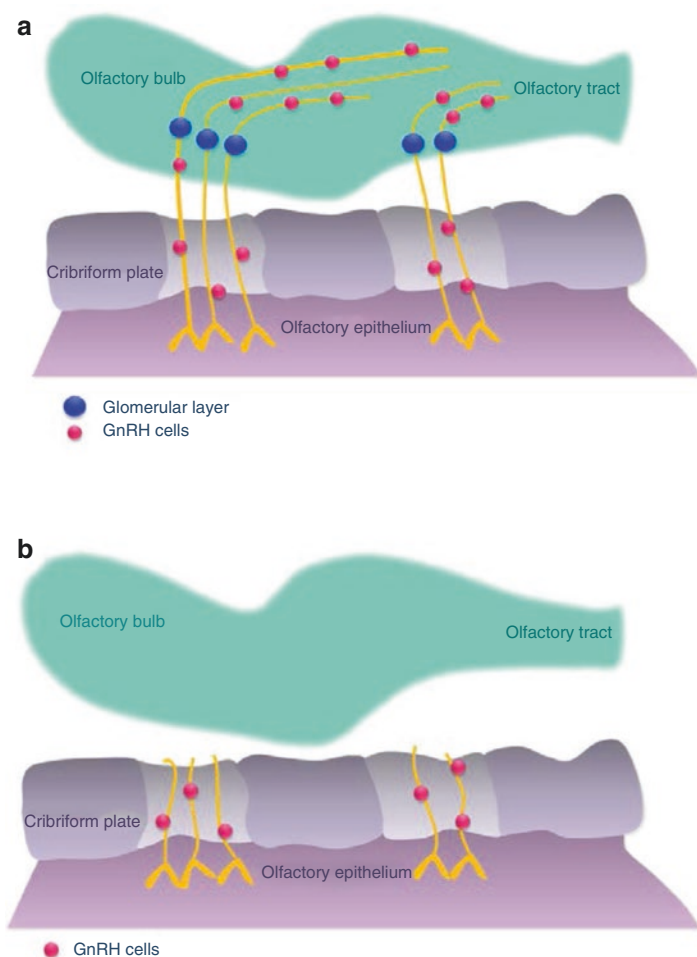 a
Olfactory bulb
Olfactory tract
Cribriform plate
Olfactory epithelium
Glomerular layer
GnRH cells
b
Olfactory bulb
Olfactory tract
Cribriform plate
Olfactory epithelium
GnRH cells